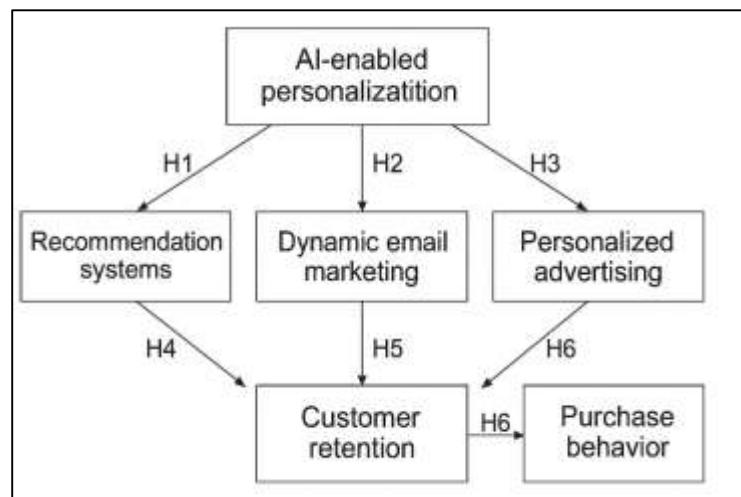 AI-enabled
personalizatition
H1
H2
H3
Recommendation
systems
Dynamic email
marketing
Personalized
advertising
H4
H5
H6
Customer
retention
H6
Purchase
behavior